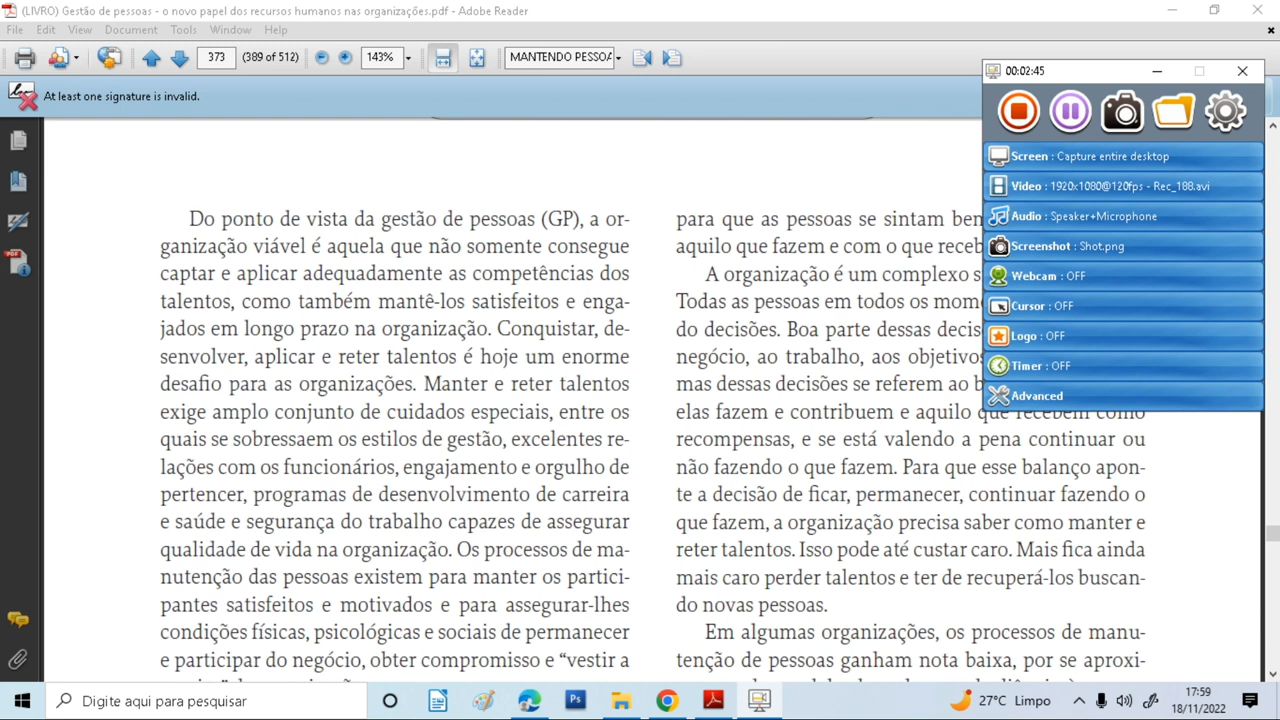 (LIVRO) Gestão de pessoas - o novo papel dos recursos humanos nas organizações.pdf - Adobe Reader
File Edit View Document Tools Window Help
373 (389 of 512) 143% MANTENDO PESSOA
At least one signature is invalid.
Do ponto de vista da gestão de pessoas (GP), a or-
ganização viável é aquela que não somente consegue
captar e aplicar adequadamente as competências dos
talentos, como também mantê-los satisfeitos e enga-
jados em longo prazo na organização. Conquistar, de-
senvolver, aplicar e reter talentos é hoje um enorme
desafio para as organizações. Manter e reter talentos
exige amplo conjunto de cuidados especiais, entre os
quais se sobressaem os estilos de gestão, excelentes re-
lações com os funcionários, engajamento e orgulho de
pertencer, programas de desenvolvimento de carreira
e saúde e segurança do trabalho capazes de assegurar
qualidade de vida na organização. Os processos de ma-
nutenção das pessoas existem para manter os partici-
pantes satisfeitos e motivados e para assegurar-lhes
condições físicas, psicológicas e sociais de permanecer
e participar do negócio, obter compromisso e “vestir a
para que as pessoas se sintam ben
aquilo que fazem e com o que receb
A organização é um complexo s
Todas as pessoas em todos os mom
do decisões. Boa parte dessas decis
negócio, ao trabalho, aos objetivos
mas dessas decisões se referem ao b
elas fazem e contribuem e aquilo que recebem como
recompensas, e se está valendo a pena continuar ou
não fazendo o que fazem. Para que esse balanço apon-
te a decisão de ficar, permanecer, continuar fazendo o
que fazem, a organização precisa saber como manter e
reter talentos. Isso pode até custar caro. Mais fica ainda
mais caro perder talentos e ter de recuperá-los buscan-
do novas pessoas.
Em algumas organizações, os processos de manu-
tenção de pessoas ganham nota baixa, por se aproxi-
00:02:45
Screen : Capture entire desktop
Video : 1920x1080@120fps - Rec_188.avi
Audio : Speaker+Microphone
Screenshot : Shot.png
Webcam : OFF
Cursor : OFF
Logo : OFF
Timer : OFF
Advanced
Digite aqui para pesquisar
Ps
27°C Limpo
17:59
18/11/2022